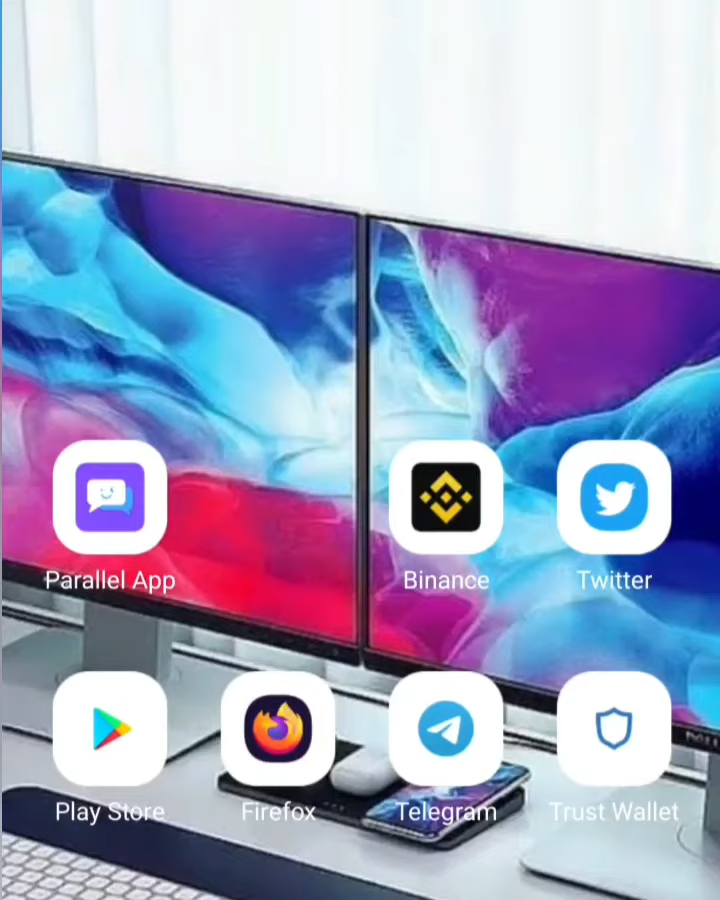 Parallel App
Binance
Twitter
Play Store
Firefox
Telegram
Trust Wallet